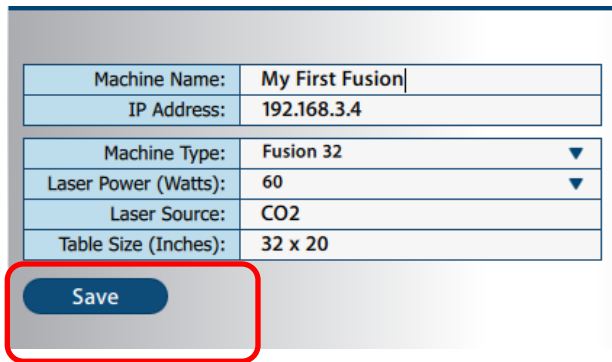 Machine Name: My First Fusion
IP Address: 192.168.3.4
Machine Type: Fusion 32
Laser Power (Watts): 60
Laser Source: CO2
Table Size (Inches): 32 x 20
Save